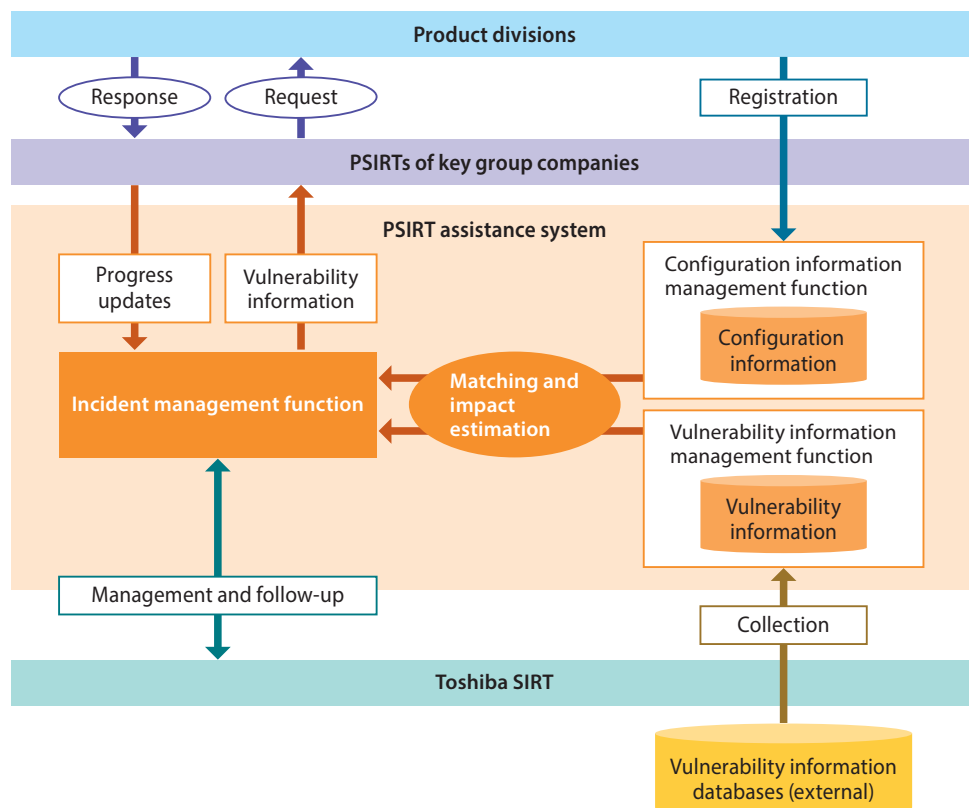 Product divisions
Response
Request
Registration
PSIRTs of key group companies
PSIRT assistance system
Progress
updates
Vulnerability
information
Configuration information
management function
Configuration
information
Incident management function
Matching and
impact
estimation
Vulnerability information
management function
Vulnerability
information
Management and follow-up
Collection
Toshiba SIRT
Vulnerability information
databases (external)